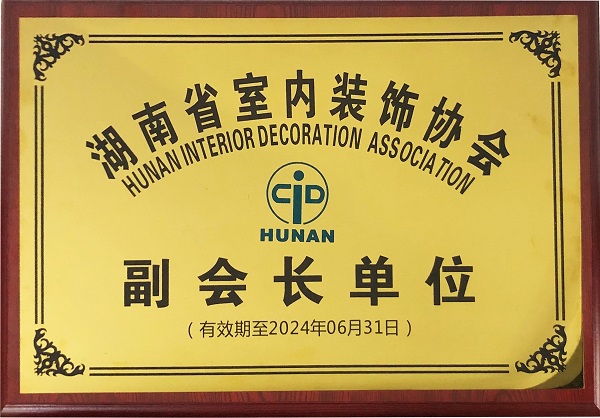 湖南省室内装饰协会
HUNAN INTERIOR DECORATION ASSOCIATION
CiD
HUNAN
副会长单位
（有效期至2024年06月31日）